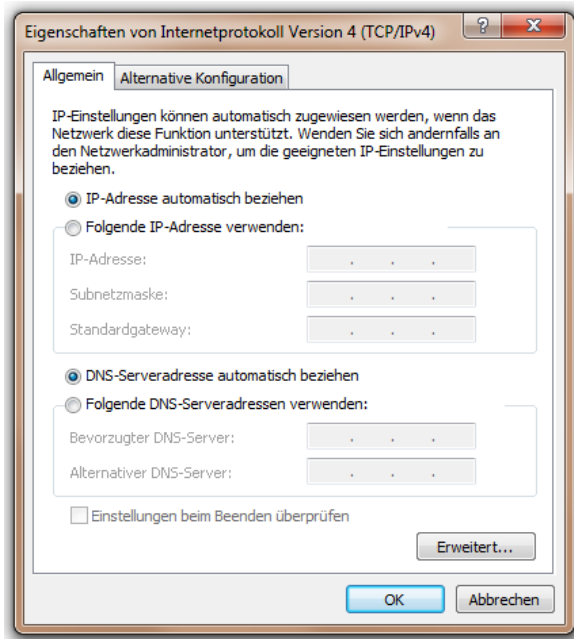 Eigenschaften von Internetprotokoll Version 4 (TCP/IPv4)
Allgemein
Alternative Konfiguration
IP-Einstellungen können automatisch zugewiesen werden, wenn das
Netzwerk diese Funktion unterstützt. Wenden Sie sich andernfalls an
den Netzwerkadministrator, um die geeigneten IP-Einstellungen zu
beziehen.
IP-Adresse automatisch beziehen
Folgende IP-Adresse verwenden:
IP-Adresse:
Subnetzmaske:
Standardgateway:
DNS-Serveradresse automatisch beziehen
Folgende DNS-Serveradressen verwenden:
Bevorzugter DNS-Server:
Alternativer DNS-Server:
Einstellungen beim Beenden überprüfen
Erweitert...
OK
Abbrechen